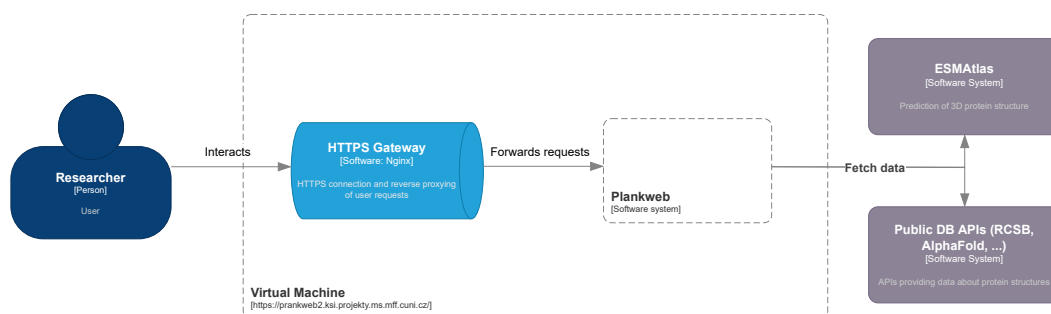 Researcher
[Person]
User
Interacts
HTTPS Gateway
[Software: Nginx]
HTTPS connection and reverse proxying
of user requests
Forwards requests
Plankweb
[Software system]
Virtual Machine
[https://prankweb2.ksi.projekty.ms.mff.cuni.cz/]
Fetch data
ESMAtlas
[Software System]
Prediction of 3D protein structure
Public DB APIs (RCSB,
AlphaFold, ...)
[Software System]
APIs providing data about protein structures